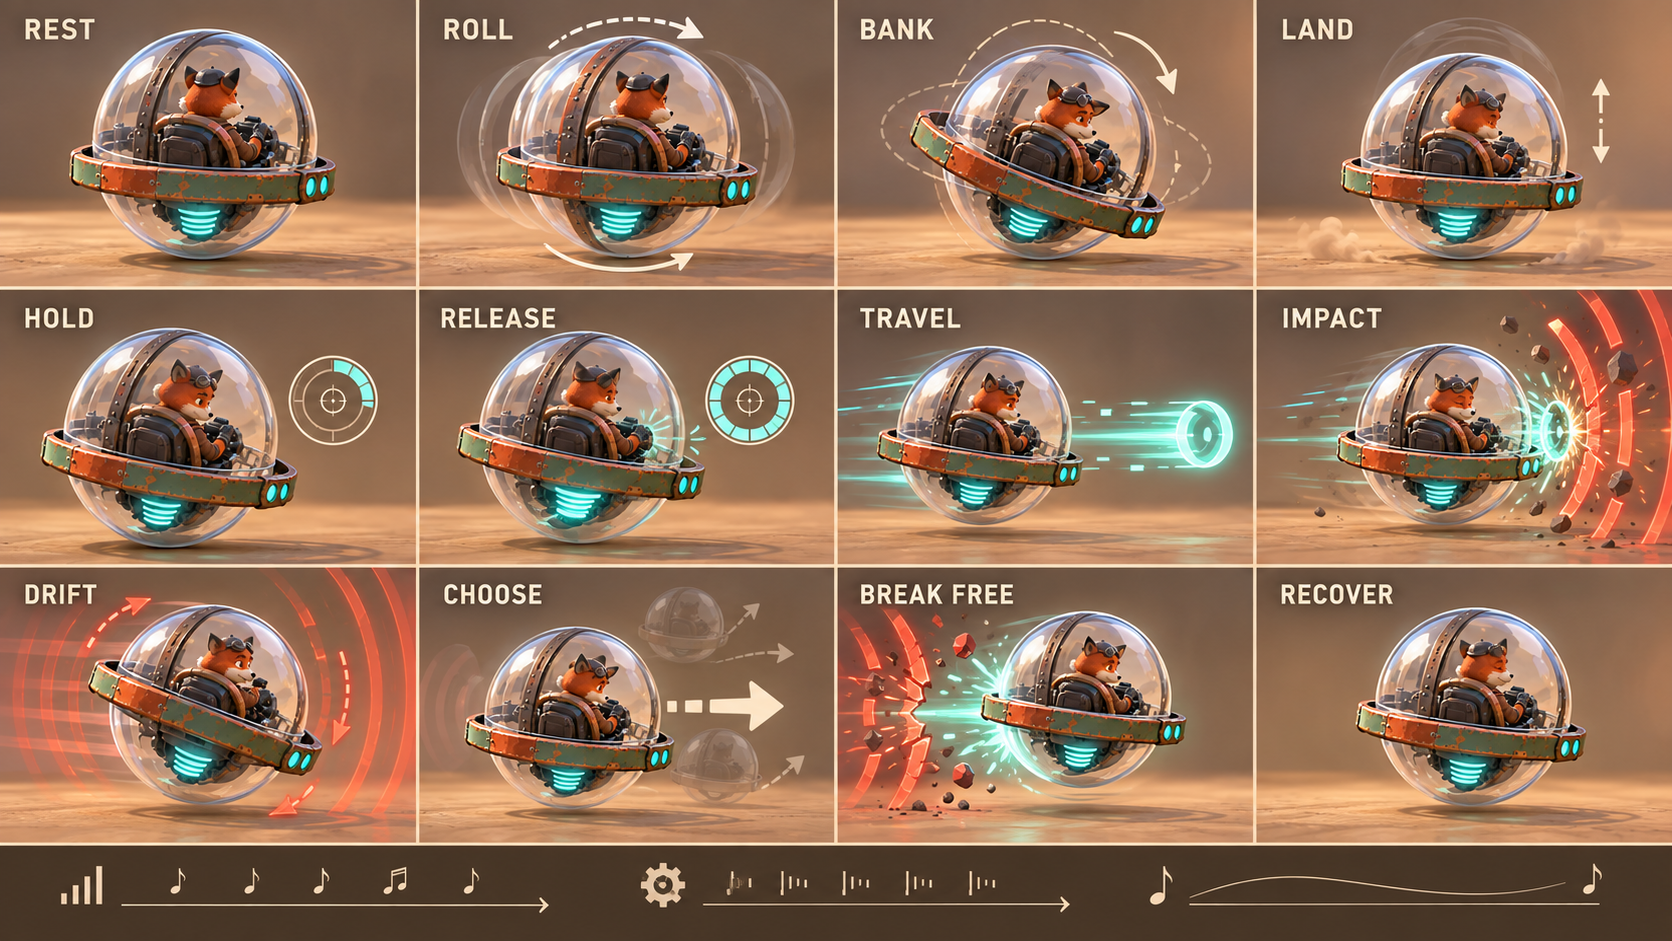 REST
ROLL
BANK
LAND
HOLD
RELEASE
TRAVEL
IMPACT
DRIFT
CHOOSE
BREAK FREE
RECOVER